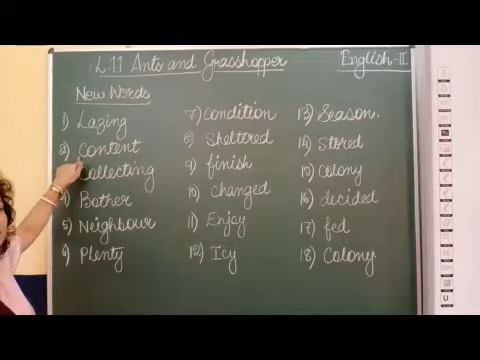 L.11 Ants and Grasshopper
English-II
New Words
1) Lazing
2) Content
Collecting
4) Bother
5) Neighbour
6) Plenty
7) Condition
8) Sheltered
9) finish
10) changed
11) Enjoy
12) Icy
13) Season.
14) Stored
15) Colony
16) decided
17) fed
18) Colony.